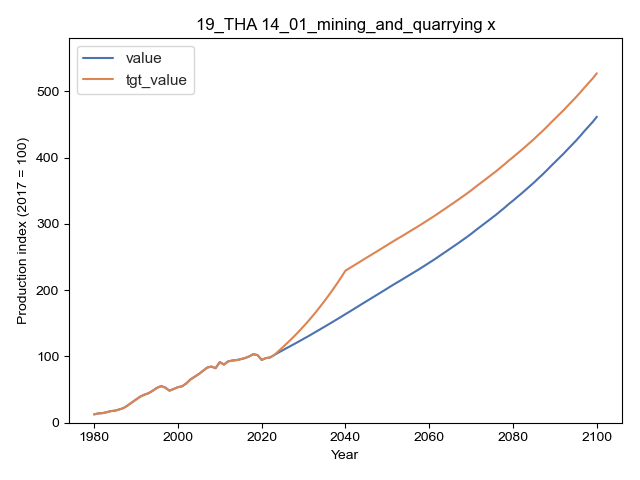 19_THA 14_01_mining_and_quarrying x
value
tgt_value
Production index (2017 = 100)
500
400
300
200
100
0
1980 2000 2020 2040 2060 2080 2100
Year